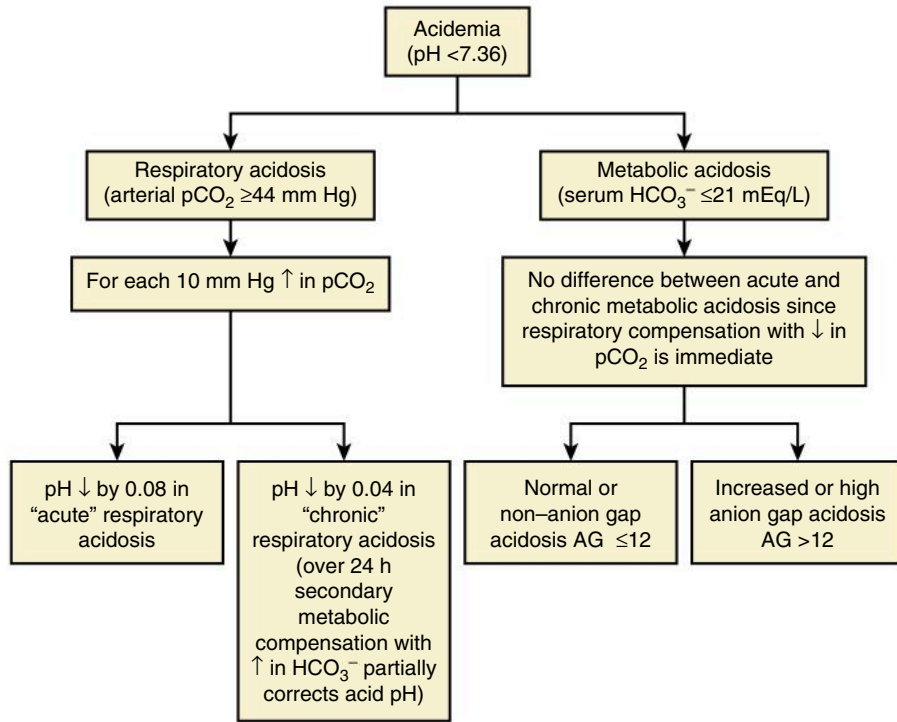 Acidemia
(pH <7.36)
Respiratory acidosis
(arterial pCO₂ ≥44 mm Hg)
Metabolic acidosis
(serum HCO₃⁻ ≤21 mEq/L)
For each 10 mm Hg ↑ in pCO₂
No difference between acute and
chronic metabolic acidosis since
respiratory compensation with ↓ in
pCO₂ is immediate
pH ↓ by 0.08 in
“acute” respiratory
acidosis
pH ↓ by 0.04 in
“chronic”
respiratory acidosis
(over 24 h
secondary
metabolic
compensation with
↑ in HCO₃⁻ partially
corrects acid pH)
Normal or
non–anion gap
acidosis AG ≤12
Increased or high
anion gap acidosis
AG >12